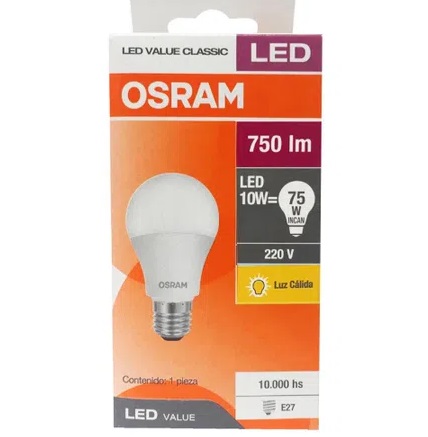 LED VALUE CLASSIC
LED
OSRAM
750 lm
LED
10W=
75
W
INCAN
220 V
Luz Cálida
OSRAM
Contenido: 1 pieza
10.000 hs
E27
LED VALUE